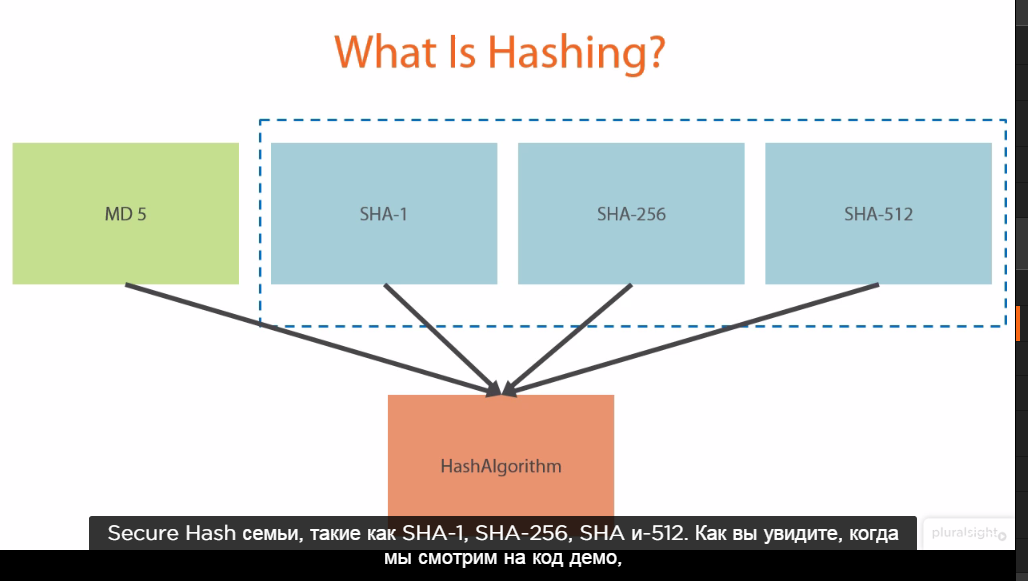 What Is Hashing?
MD 5
SHA-1
SHA-256
SHA-512
HashAlgorithm
Secure Hash семьи, такие как SHA-1, SHA-256, SHA и-512. Как вы увидите, когда
мы смотрим на код демо,
pluralsight